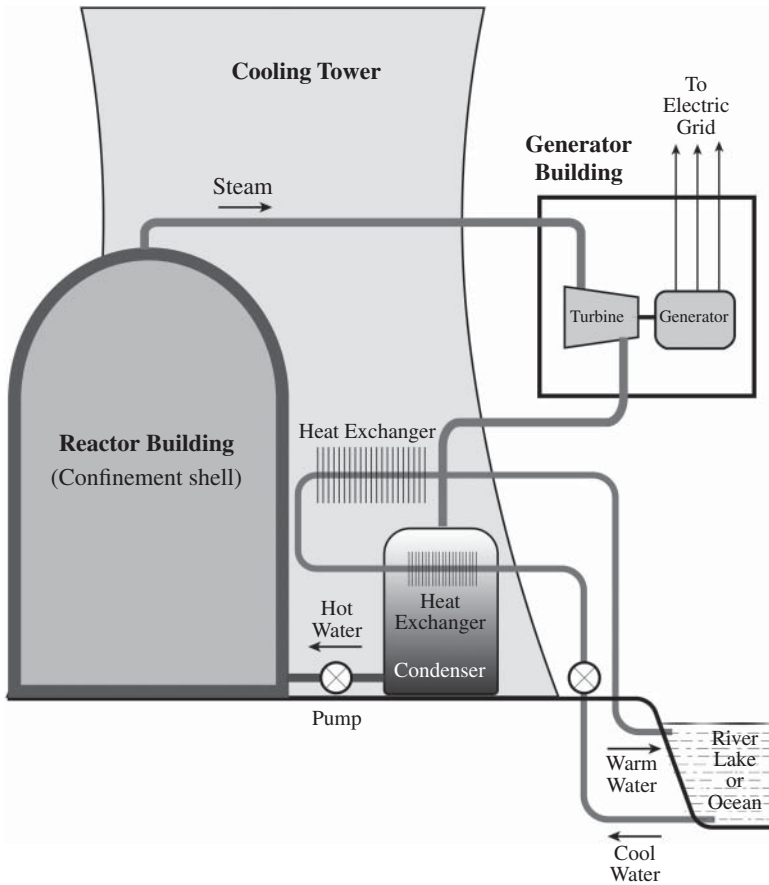 Cooling Tower
To
Electric
Grid
Generator
Building
Steam
Turbine
Generator
Reactor Building
(Confinement shell)
Heat Exchanger
Heat
Exchanger
Condenser
Hot
Water
Pump
River
Lake
or
Ocean
Warm
Water
Cool
Water